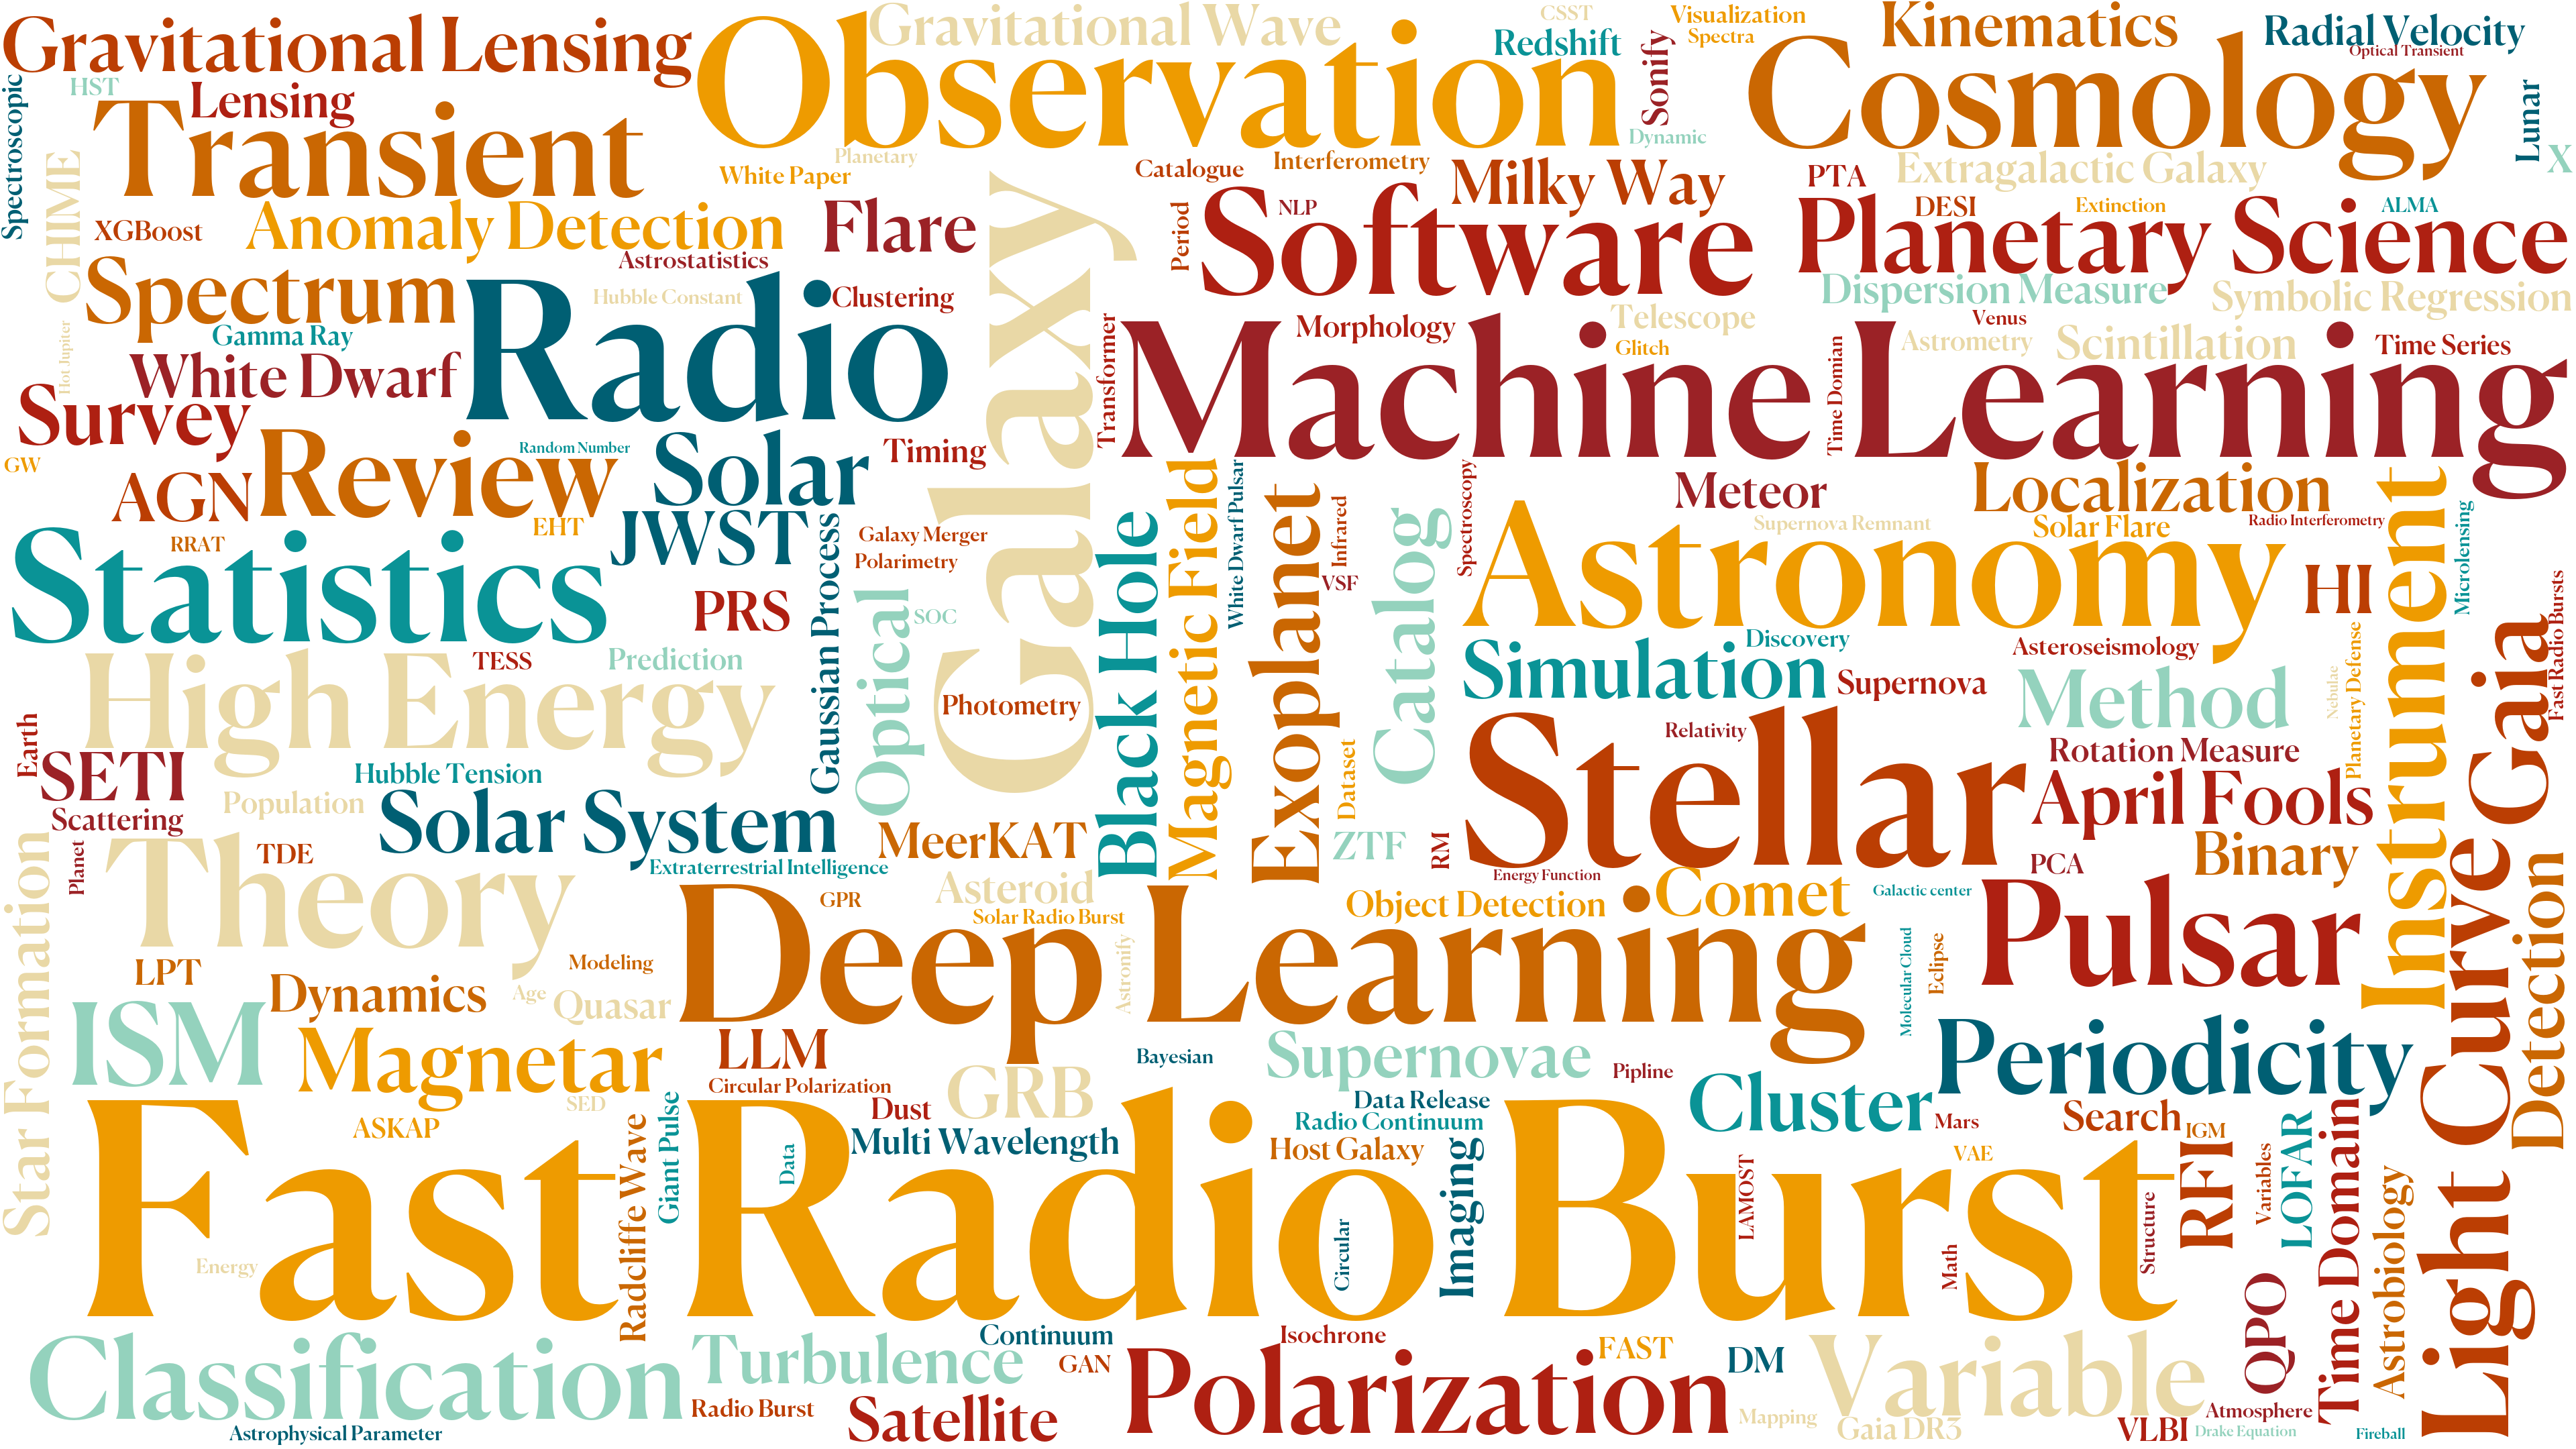 Gravitational Lensing
Observation
Gravitational Wave
CSST
Redshift
Sonify
Visualization
Spectra
Kinematics
Cosmology
Radial Velocity
Optical Transient
Lunar
X
Spectroscopic
HST
Lensing
Transient
CHIME
White Paper
Planetary
Catalogue
Interferometry
Dynamic
Milky Way
PTA
Extragalactic Galaxy
XGBoost
Anomaly Detection
Flare
Astrostatistics
Galaxy
Period
NLP
Software
DESI
Extinction
ALMA
Planetary Science
Spectrum
Radio
Hubble Constant
Clustering
Dispersion Measure
Symbolic Regression
Gamma Ray
Hot Jupiter
White Dwarf
Transformer
Morphology
Telescope
Glitch
Machine Learning
Time Domian
Venus
Astrometry
Scintillation
Time Series
Survey
Review
Random Number
Solar
Timing
GW
AGN
EHT
JWST
Gaussian Process
Galaxy Merger
Polarimetry
Black Hole
Magnetic Field
White Dwarf Pulsar
Exoplanet
Infrared
VSF
Catalog
Spectroscopy
Meteor
Localization
Astronomy
Supernova Remnant
Solar Flare
Radio Interferometry
Instrument
Microlensing
RRAT
Statistics
PRS
Optical
SOC
HI
Fast Radio Bursts
Gaia
Simulation
Discovery
Asteroseismology
High Energy
TESS
Prediction
Photometry
Supernova
Method
Nebulae
Planetary Defense
Earth
SETI
Hubble Tension
Dataset
Stellar
Relativity
Rotation Measure
Scattering
Population
Solar System
April Fools
Planet
Theory
TDE
Extraterrestrial Intelligence
MeerKAT
ZTF
RM
Energy Function
PCA
Binary
Star Formation
Deep Learning
GPR
Asteroid
Solar Radio Burst
Astronify
Object Detection
Comet
Galactic center
Pulsar
Light Curve
Detection
LPT
Dynamics
Modeling
Age
Quasar
Molecular Cloud
Eclipse
ISM
Magnetar
LLM
Bayesian
Supernovae
Pipline
Periodicity
SED
Circular Polarization
GRB
Dust
Data Release
Cluster
Fast Radio Burst
ASKAP
Radcliffe Wave
Giant Pulse
Data
Multi Wavelength
Radio Continuum
Host Galaxy
Imaging
Mars
Search
IGM
LAMOST
VAE
RFI
Variables
LOFAR
Time Domain
Astrobiology
Energy
Circular
Math
Structure
QPO
Classification
Turbulence
Continuum
Isochrone
GAN
Polarization
FAST
DM
Variable
Radio Burst
Satellite
Mapping
Gaia DR3
VLBI
Atmosphere
Drake Equation
Fireball
Astrophysical Parameter